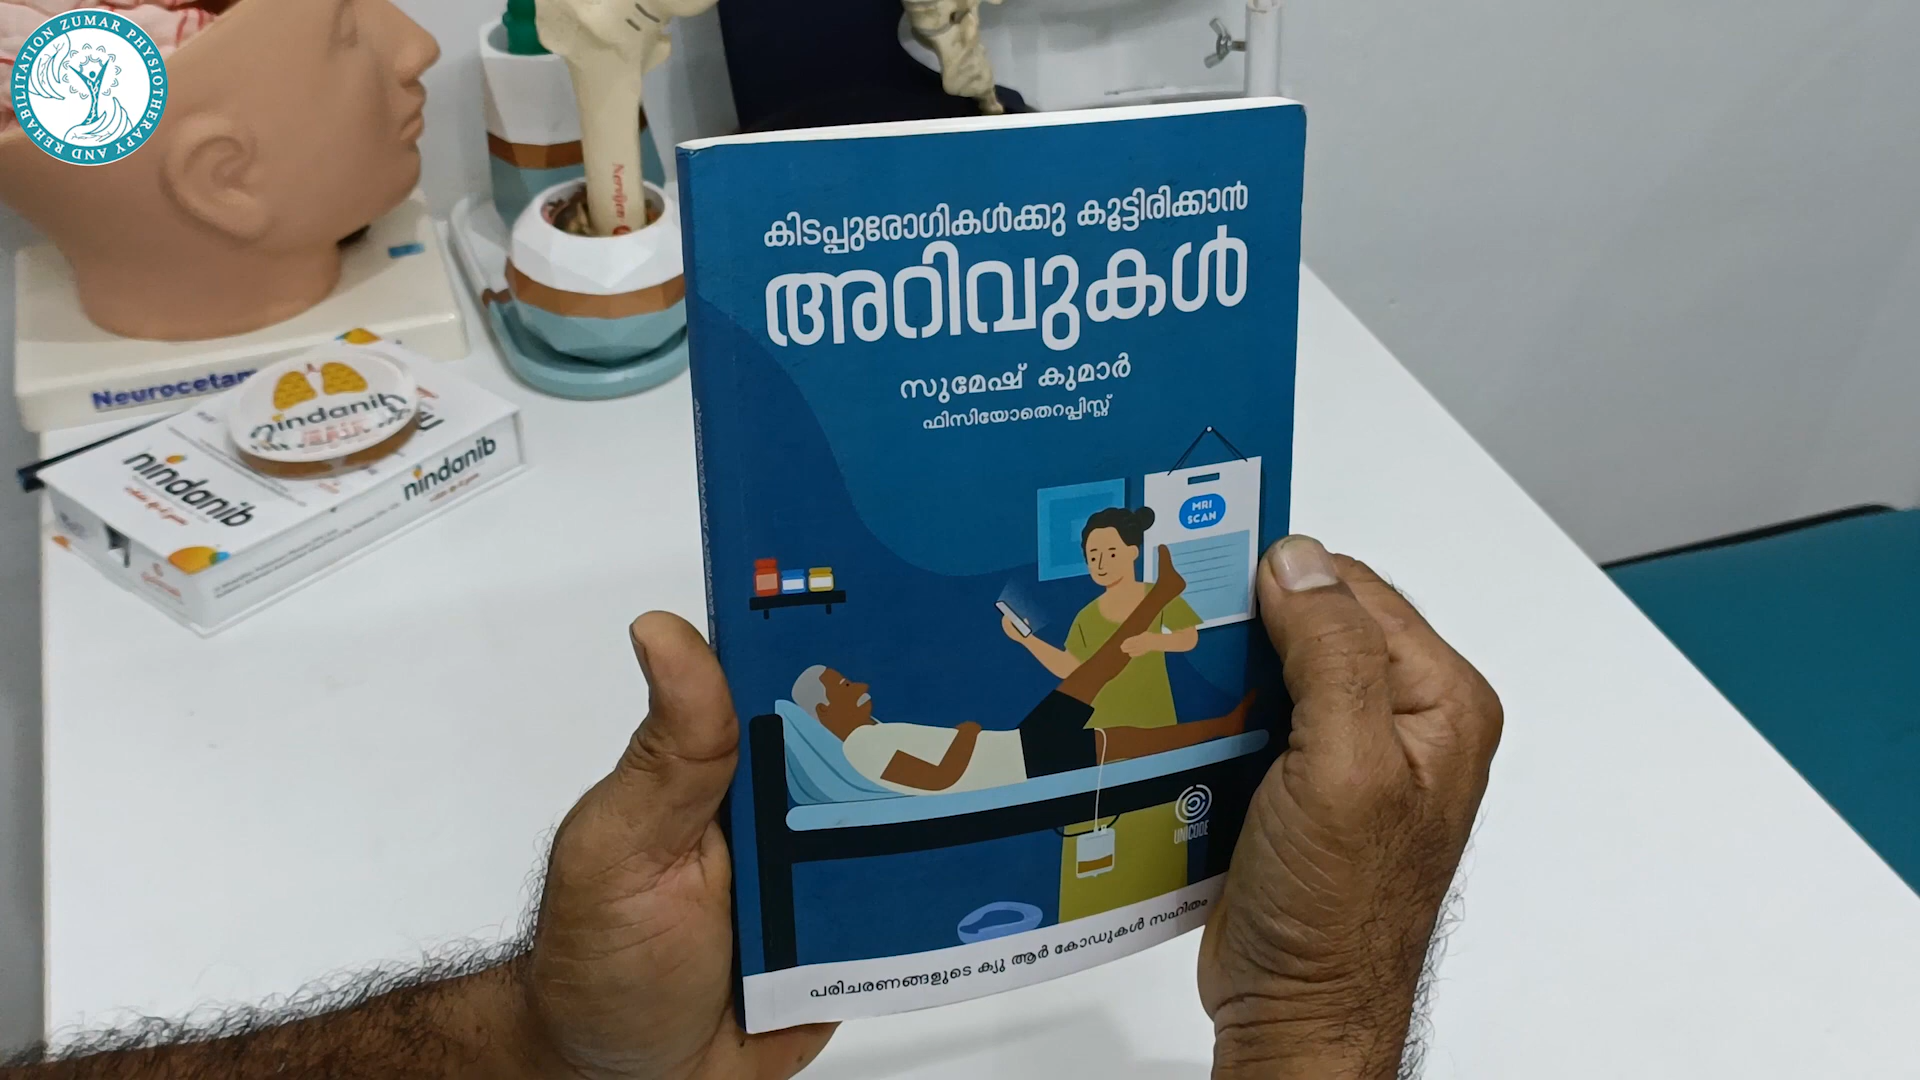 REHABILITATION ZUMAR PHYSIOTHERAPY AND
കിടപ്പുരോഗികൾക്കു കൂട്ടിരിക്കാൻ
അറിവുകൾ
സുമേഷ് കുമാർ
ഫിസിയോതെറപ്പിസ്റ്റ്
MRI
SCAN
UNICODE
പരിചരണങ്ങളുടെ ക്യു ആർ കോഡുകൾ സഹിതം
Neurocetam
nindanib
nindanib
nindanib